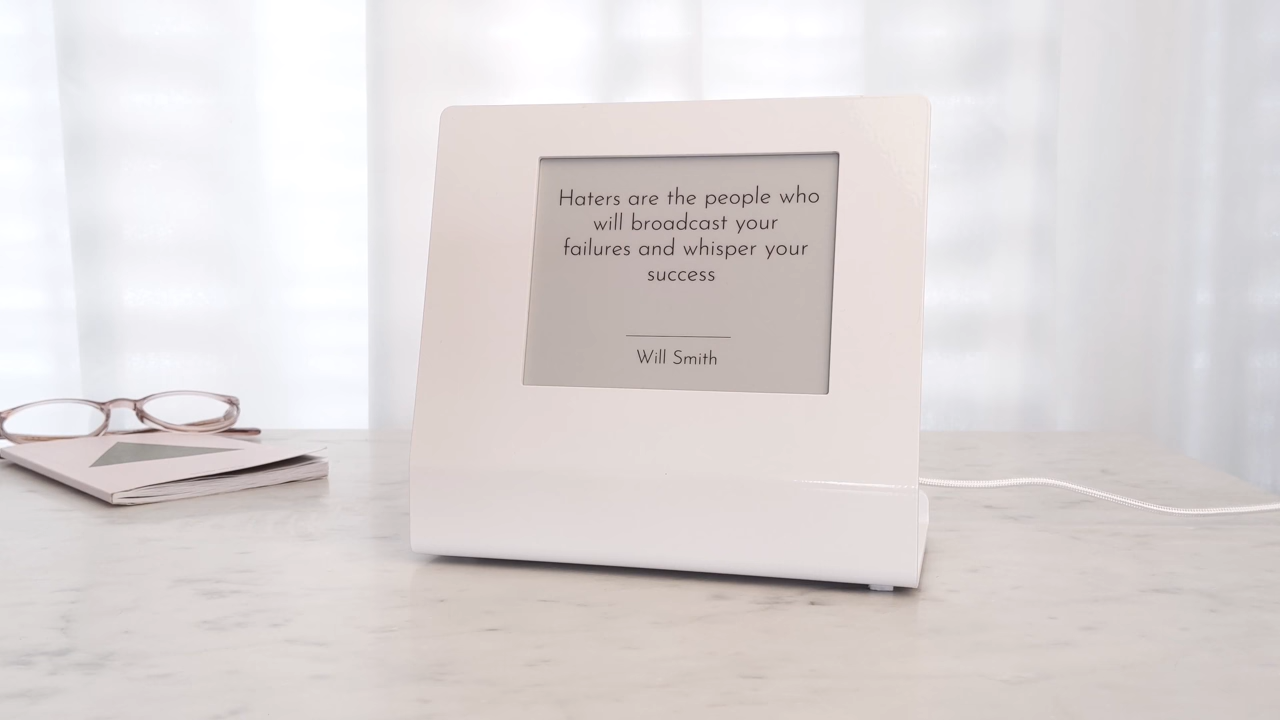 Haters are the people who
will broadcast your
failures and whisper your
success
Will Smith